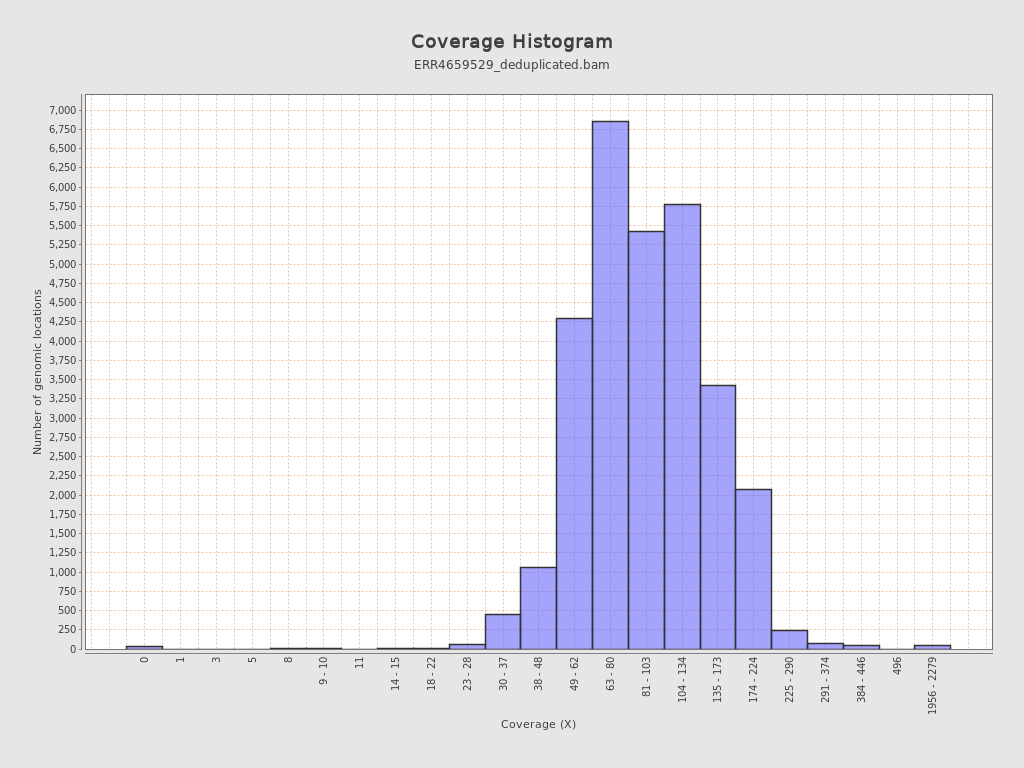 Coverage Histogram
ERR4659529_deduplicated.bam
Number of genomic locations
7,000
6,750
6,500
6,250
6,000
5,750
5,500
5,250
5,000
4,750
4,500
4,250
4,000
3,750
3,500
3,250
3,000
2,750
2,500
2,250
2,000
1,750
1,500
1,250
1,000
750
500
250
0
0
1
3
5
8
9 - 10
11
14 - 15
18 - 22
23 - 28
30 - 37
38 - 48
49 - 62
63 - 80
81 - 103
104 - 134
135 - 173
174 - 224
225 - 290
291 - 374
384 - 446
496
1956 - 2279
Coverage (X)